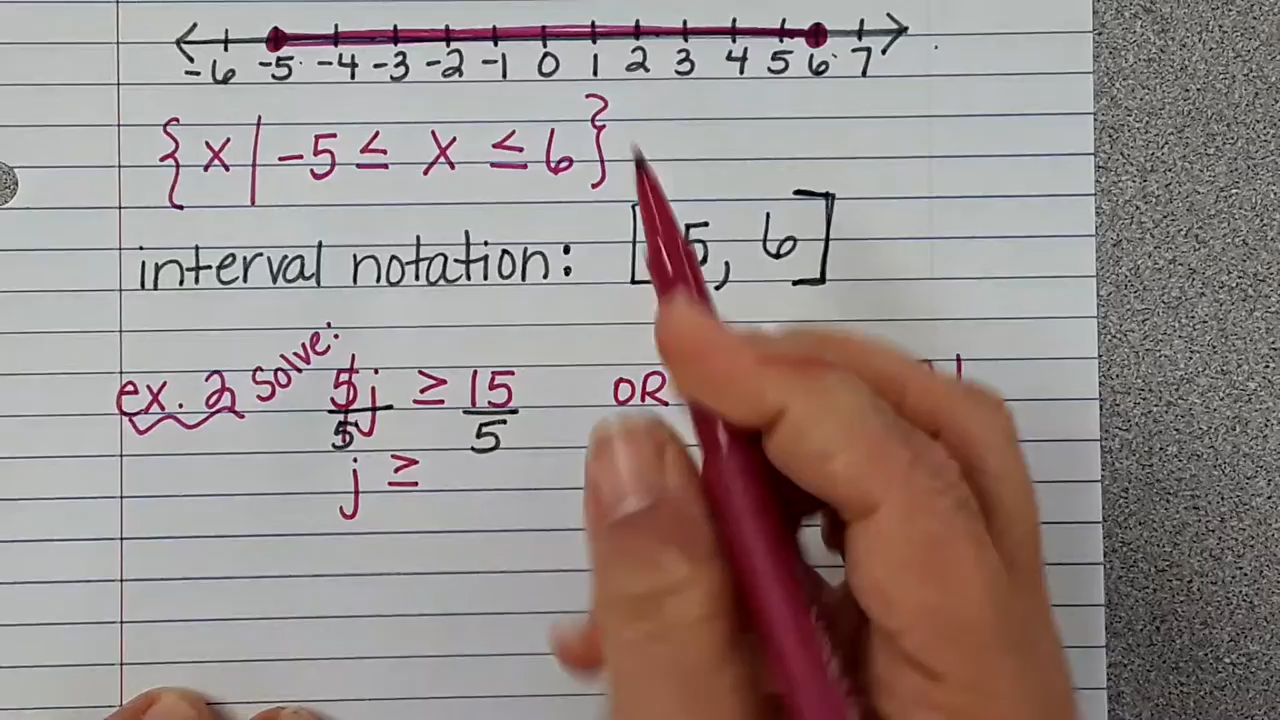 -6 -5 -4 -3 -2 -1 0 1 2 3 4 5 6 7
{x | -5 ≤ x ≤ 6}
interval notation: [ 5, 6]
ex. 2 Solve: 5j ≥ 15 OR
5 5
j ≥